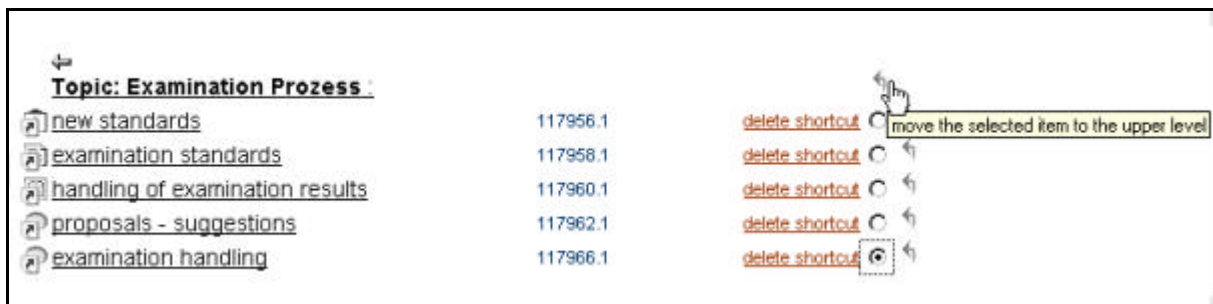 Topic: Examination Prozess :
new standards 117956.1 delete shortcut move the selected item to the upper level
examination standards 117958.1 delete shortcut
handling of examination results 117960.1 delete shortcut
proposals - suggestions 117962.1 delete shortcut
examination handling 117966.1 delete shortcut